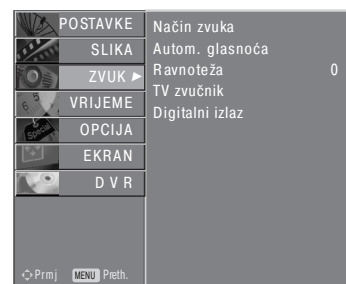 POSTAVKE
SLIKA
ZVUK ►
VRIJEME
OPCIJA
EKRAN
D V R
Način zvuka
Autom. glasnoća
Ravnoteža 0
TV zvučnik
Digitalni izlaz
Prmj MENU Preth.